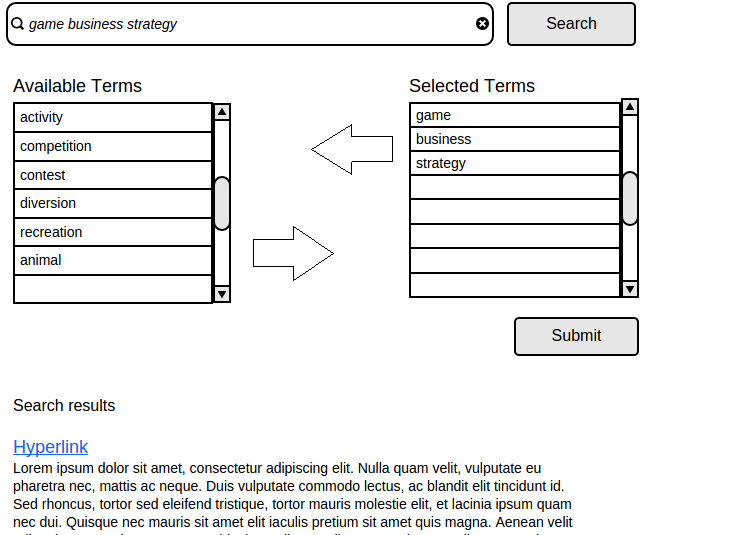 game business strategy
Search
Available Terms
activity
competition
contest
diversion
recreation
animal
Selected Terms
game
business
strategy
Submit
Search results
Hyperlink
Lorem ipsum dolor sit amet, consectetur adipiscing elit. Nulla quam velit, vulputate eu
pharetra nec, mattis ac neque. Duis vulputate commodo lectus, ac blandit elit tincidunt id.
Sed rhoncus, tortor sed eleifend tristique, tortor mauris molestie elit, et lacinia ipsum quam
nec dui. Quisque nec mauris sit amet elit iaculis pretium sit amet quis magna. Aenean velit